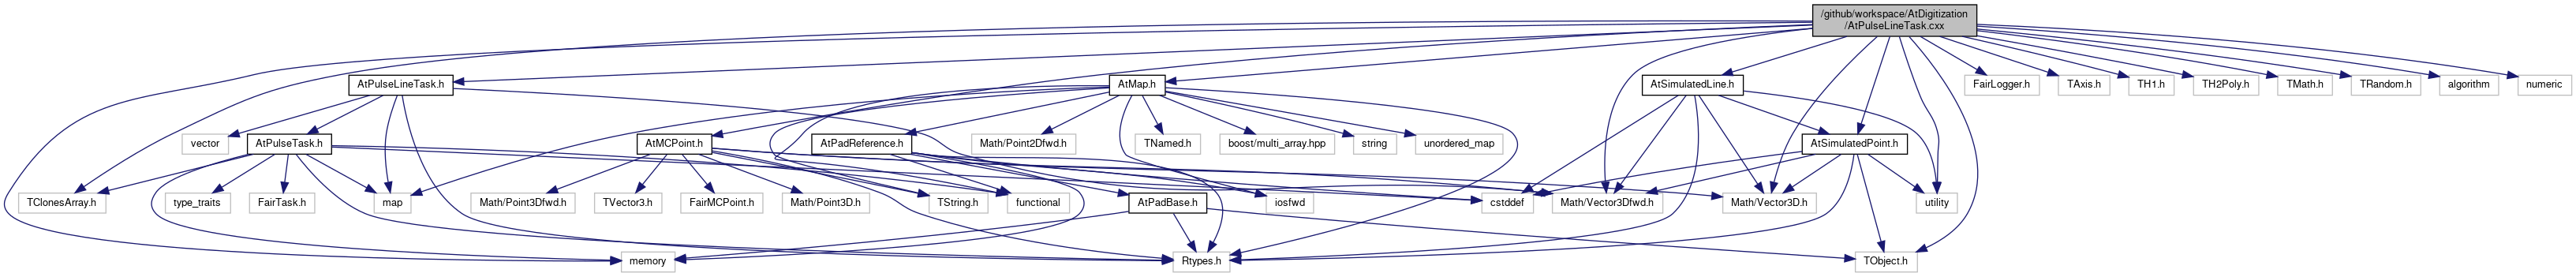 /github/workspace/AtDigitization
/AtPulseLineTask.cxx
AtPulseLineTask.h
AtMap.h
AtSimulatedLine.h
FairLogger.h
TAxis.h
TH1.h
TH2Poly.h
TMath.h
TRandom.h
algorithm
numeric
vector
AtPulseTask.h
AtMCPoint.h
AtPadReference.h
Math/Point2Dfwd.h
TNamed.h
boost/multi_array.hpp
string
unordered_map
AtSimulatedPoint.h
TClonesArray.h
type_traits
FairTask.h
map
Math/Point3Dfwd.h
TVector3.h
FairMCPoint.h
Math/Point3D.h
TString.h
functional
AtPadBase.h
iosfwd
cstddef
Math/Vector3Dfwd.h
Math/Vector3D.h
utility
memory
Rtypes.h
TObject.h